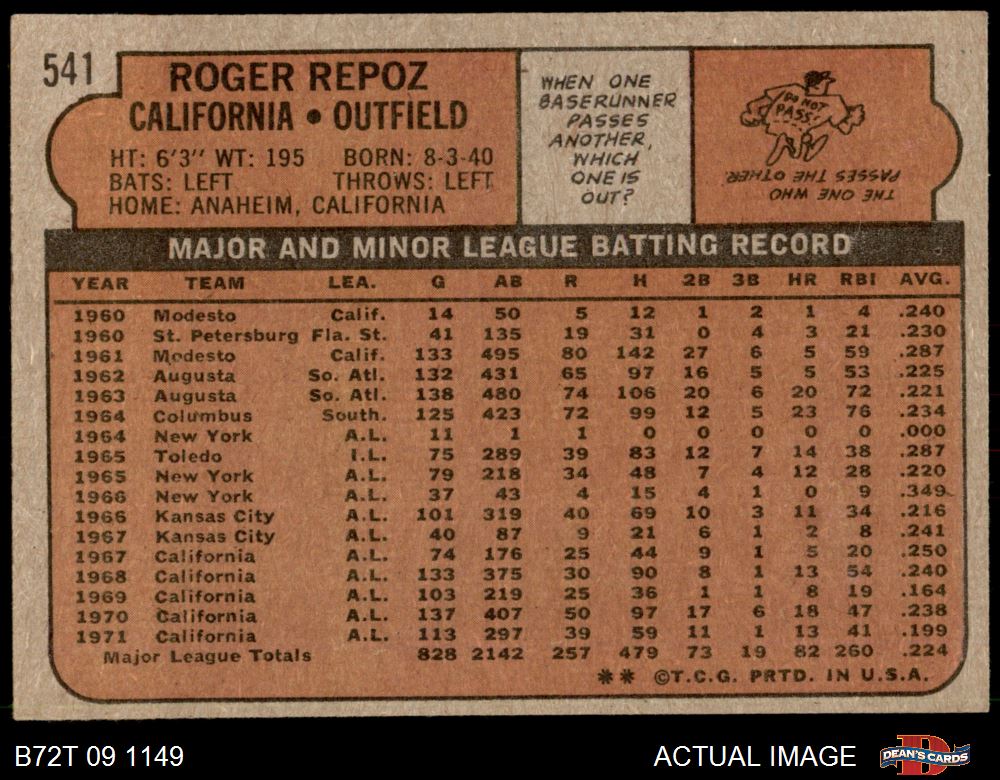 541
ROGER REPOZ
CALIFORNIA • OUTFIELD
HT: 6'3" WT: 195 BORN: 8-3-40
BATS: LEFT THROWS: LEFT
HOME: ANAHEIM, CALIFORNIA
WHEN ONE
BASERUNNER
PASSES
ANOTHER,
WHICH
ONE IS
OUT?
DO NOT
PASS
THE ONE WHO
PASSES THE OTHER.
MAJOR AND MINOR LEAGUE BATTING RECORD
YEAR TEAM LEA. G AB R H 2B 3B HR RBI AVG.
1960 Modesto Calif. 14 50 5 12 1 2 1 4 .240
1960 St. Petersburg Fla. St. 41 135 19 31 0 4 3 21 .230
1961 Modesto Calif. 133 495 80 142 27 6 5 59 .287
1962 Augusta So. Atl. 132 431 65 97 16 5 5 53 .225
1963 Augusta So. Atl. 138 480 74 106 20 6 20 72 .221
1964 Columbus South. 125 423 72 99 12 5 23 76 .234
1964 New York A.L. 11 1 1 0 0 0 0 0 .000
1965 Toledo I.L. 75 289 39 83 12 7 14 38 .287
1965 New York A.L. 79 218 34 48 7 4 12 28 .220
1966 New York A.L. 37 43 4 15 4 1 0 9 .349
1966 Kansas City A.L. 101 319 40 69 10 3 11 34 .216
1967 Kansas City A.L. 40 87 9 21 6 1 2 8 .241
1967 California A.L. 74 176 25 44 9 1 5 20 .250
1968 California A.L. 133 375 30 90 8 1 13 54 .240
1969 California A.L. 103 219 25 36 1 1 8 19 .164
1970 California A.L. 137 407 50 97 17 6 18 47 .238
1971 California A.L. 113 297 39 59 11 1 13 41 .199
Major League Totals 828 2142 257 479 73 19 82 260 .224
** ©T.C.G. PRTD. IN U.S.A.
B72T 09 1149 ACTUAL IMAGE DEAN'S CARDS